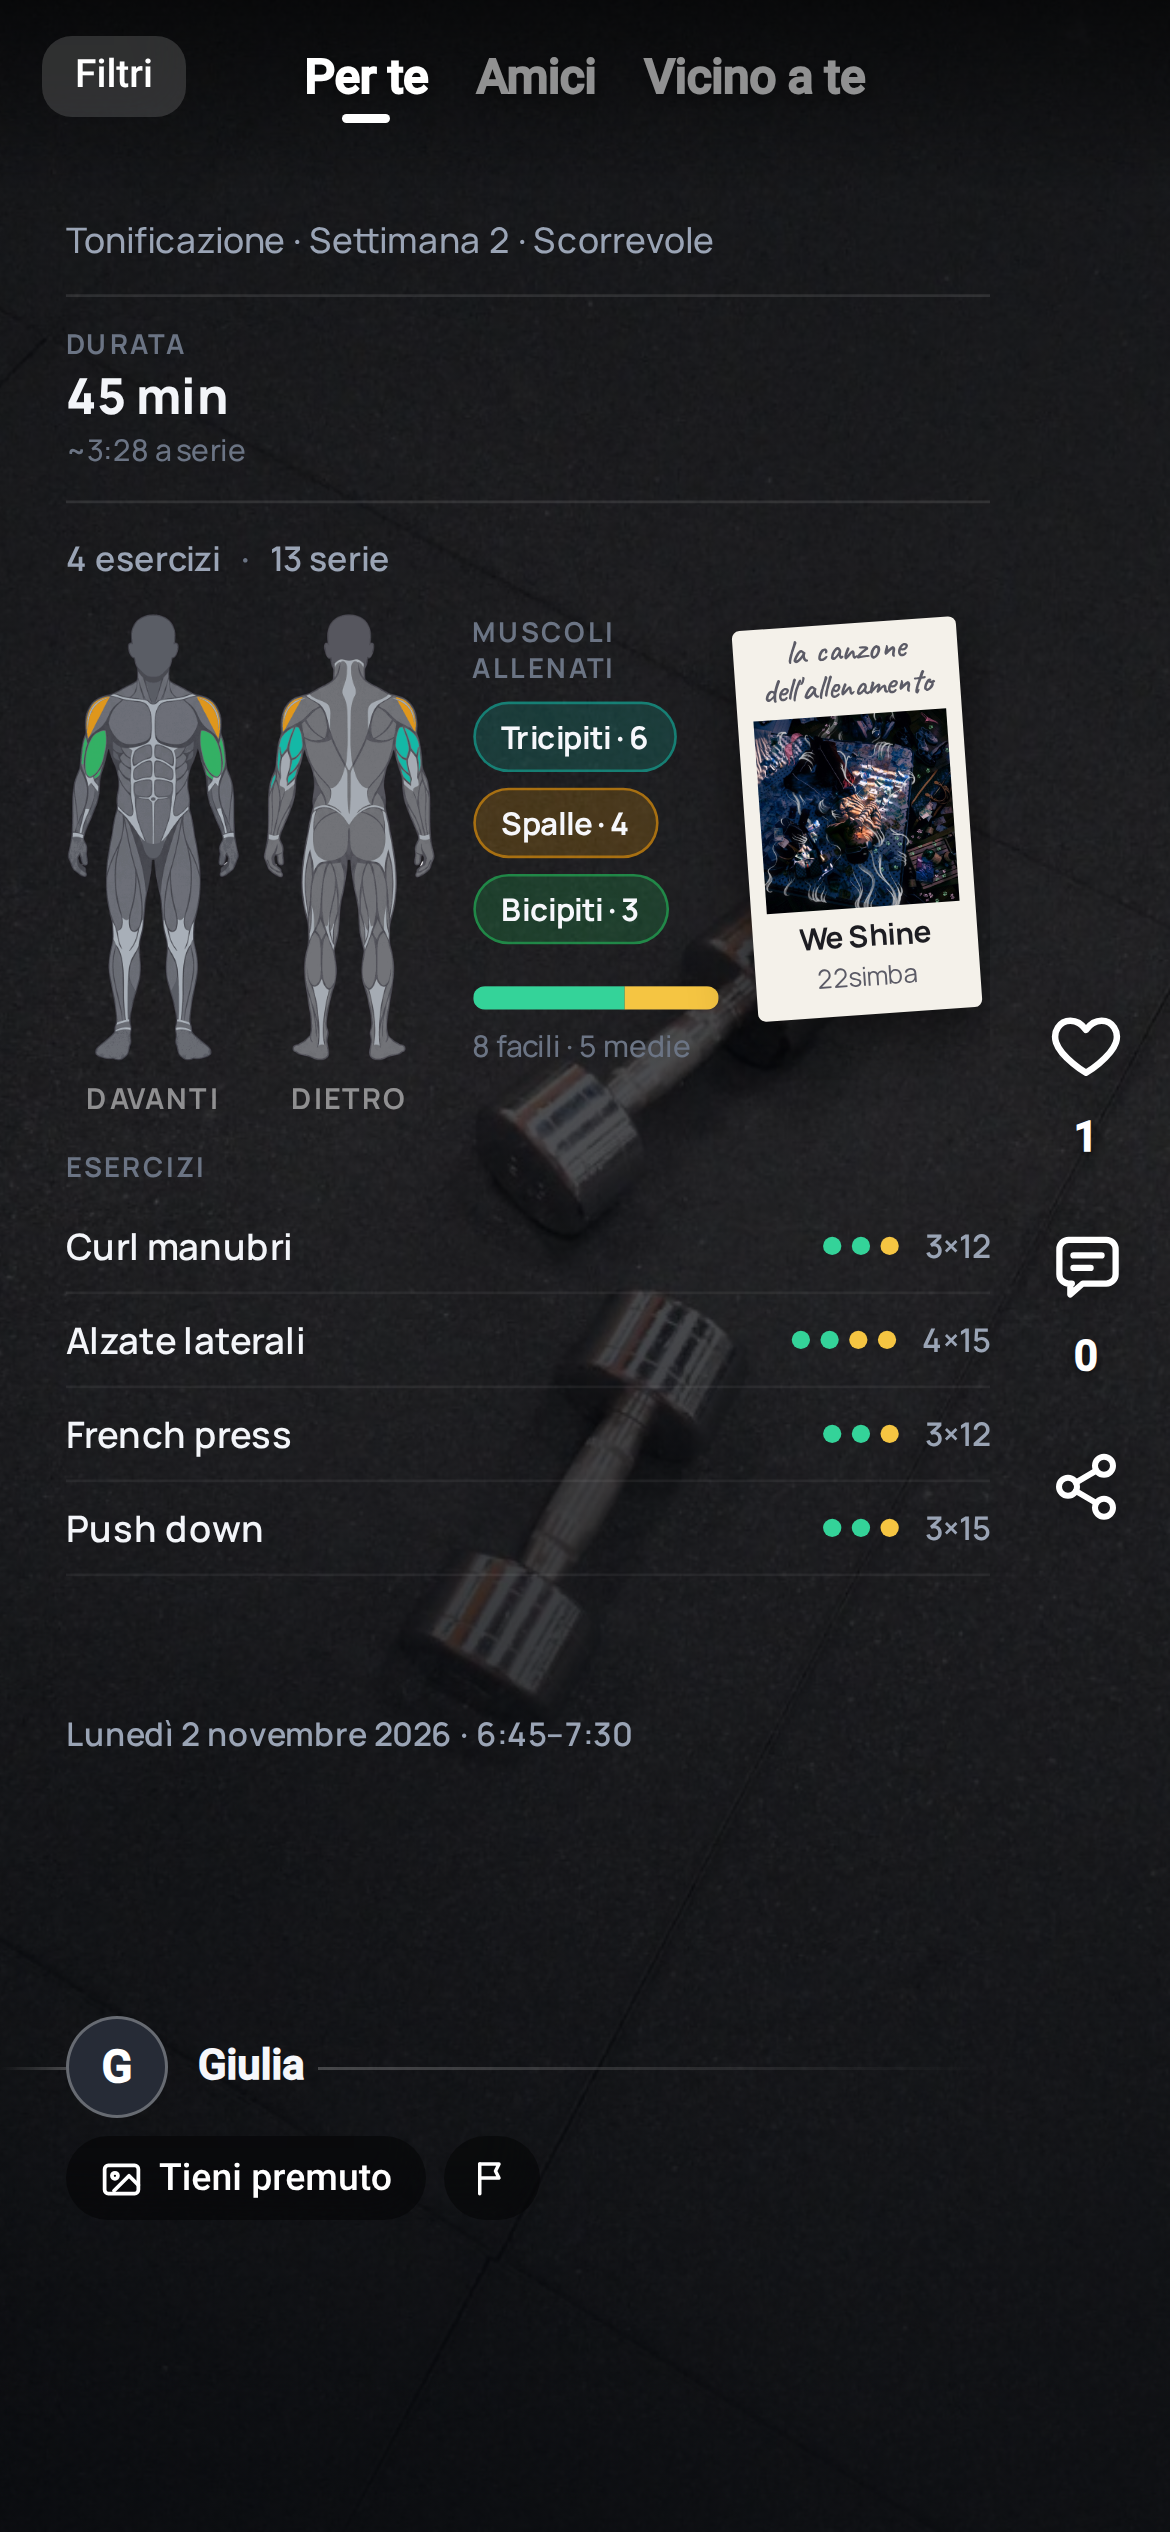 Filtri
Per te
Amici
Vicino a te
Tonificazione · Settimana 2 · Scorrevole
DURATA
45 min
~3:28 a serie
4 esercizi · 13 serie
MUSCOLI
ALLENATI
Tricipiti · 6
Spalle · 4
Bicipiti · 3
8 facili · 5 medie
la canzone
dell'allenamento
We Shine
22simba
DAVANTI
DIETRO
1
ESERCIZI
Curl manubri 3×12
Alzate laterali 4×15
0
French press 3×12
Push down 3×15
Lunedì 2 novembre 2026 · 6:45–7:30
G
Giulia
Tieni premuto